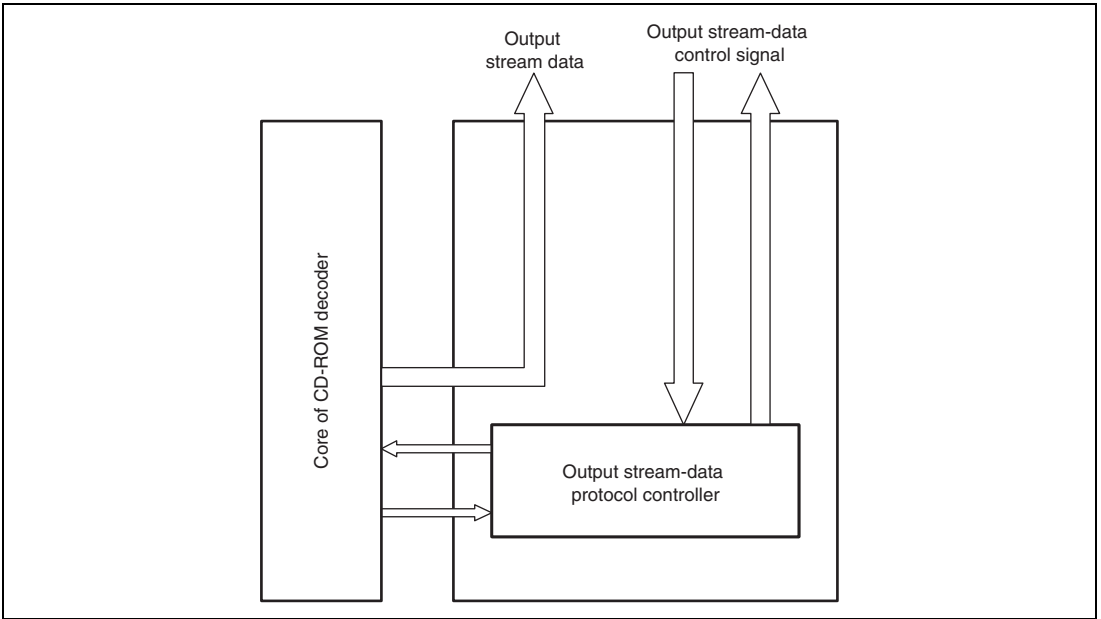 Output
stream data
Output stream-data
control signal
Core of CD-ROM decoder
Output stream-data
protocol controller